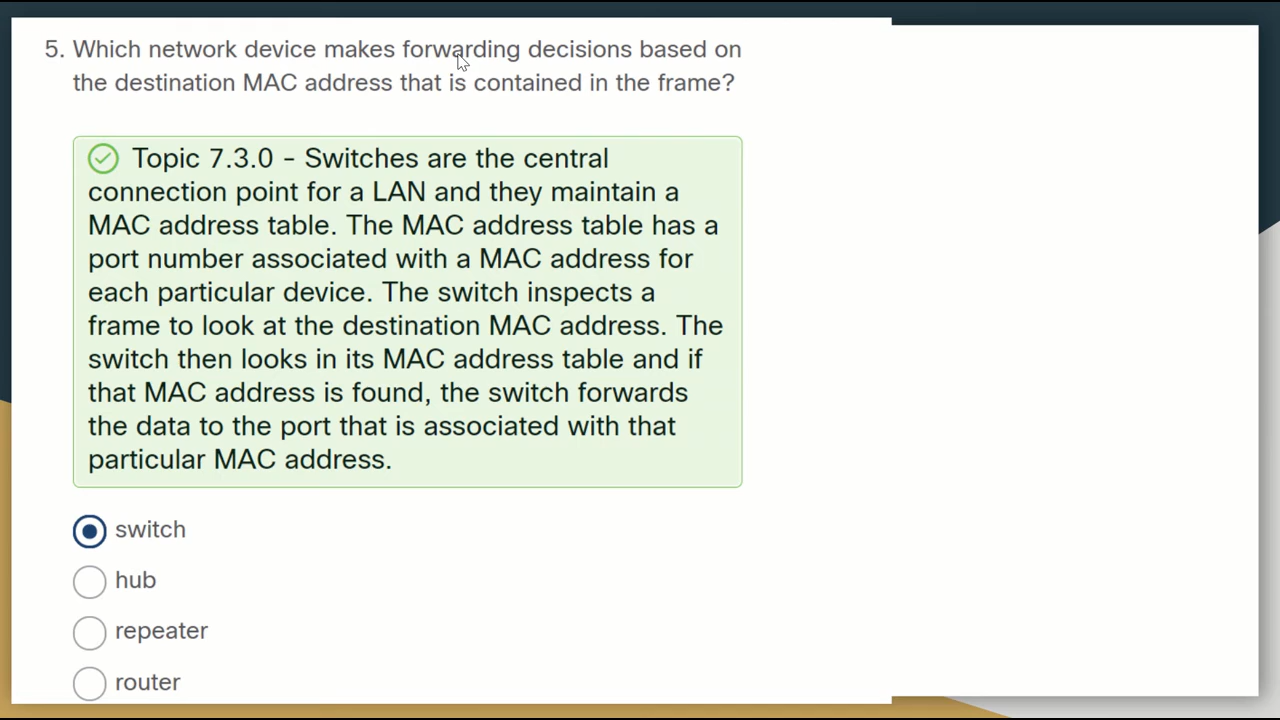 5. Which network device makes forwarding decisions based on
the destination MAC address that is contained in the frame?
Topic 7.3.0 - Switches are the central
connection point for a LAN and they maintain a
MAC address table. The MAC address table has a
port number associated with a MAC address for
each particular device. The switch inspects a
frame to look at the destination MAC address. The
switch then looks in its MAC address table and if
that MAC address is found, the switch forwards
the data to the port that is associated with that
particular MAC address.
switch
hub
repeater
router